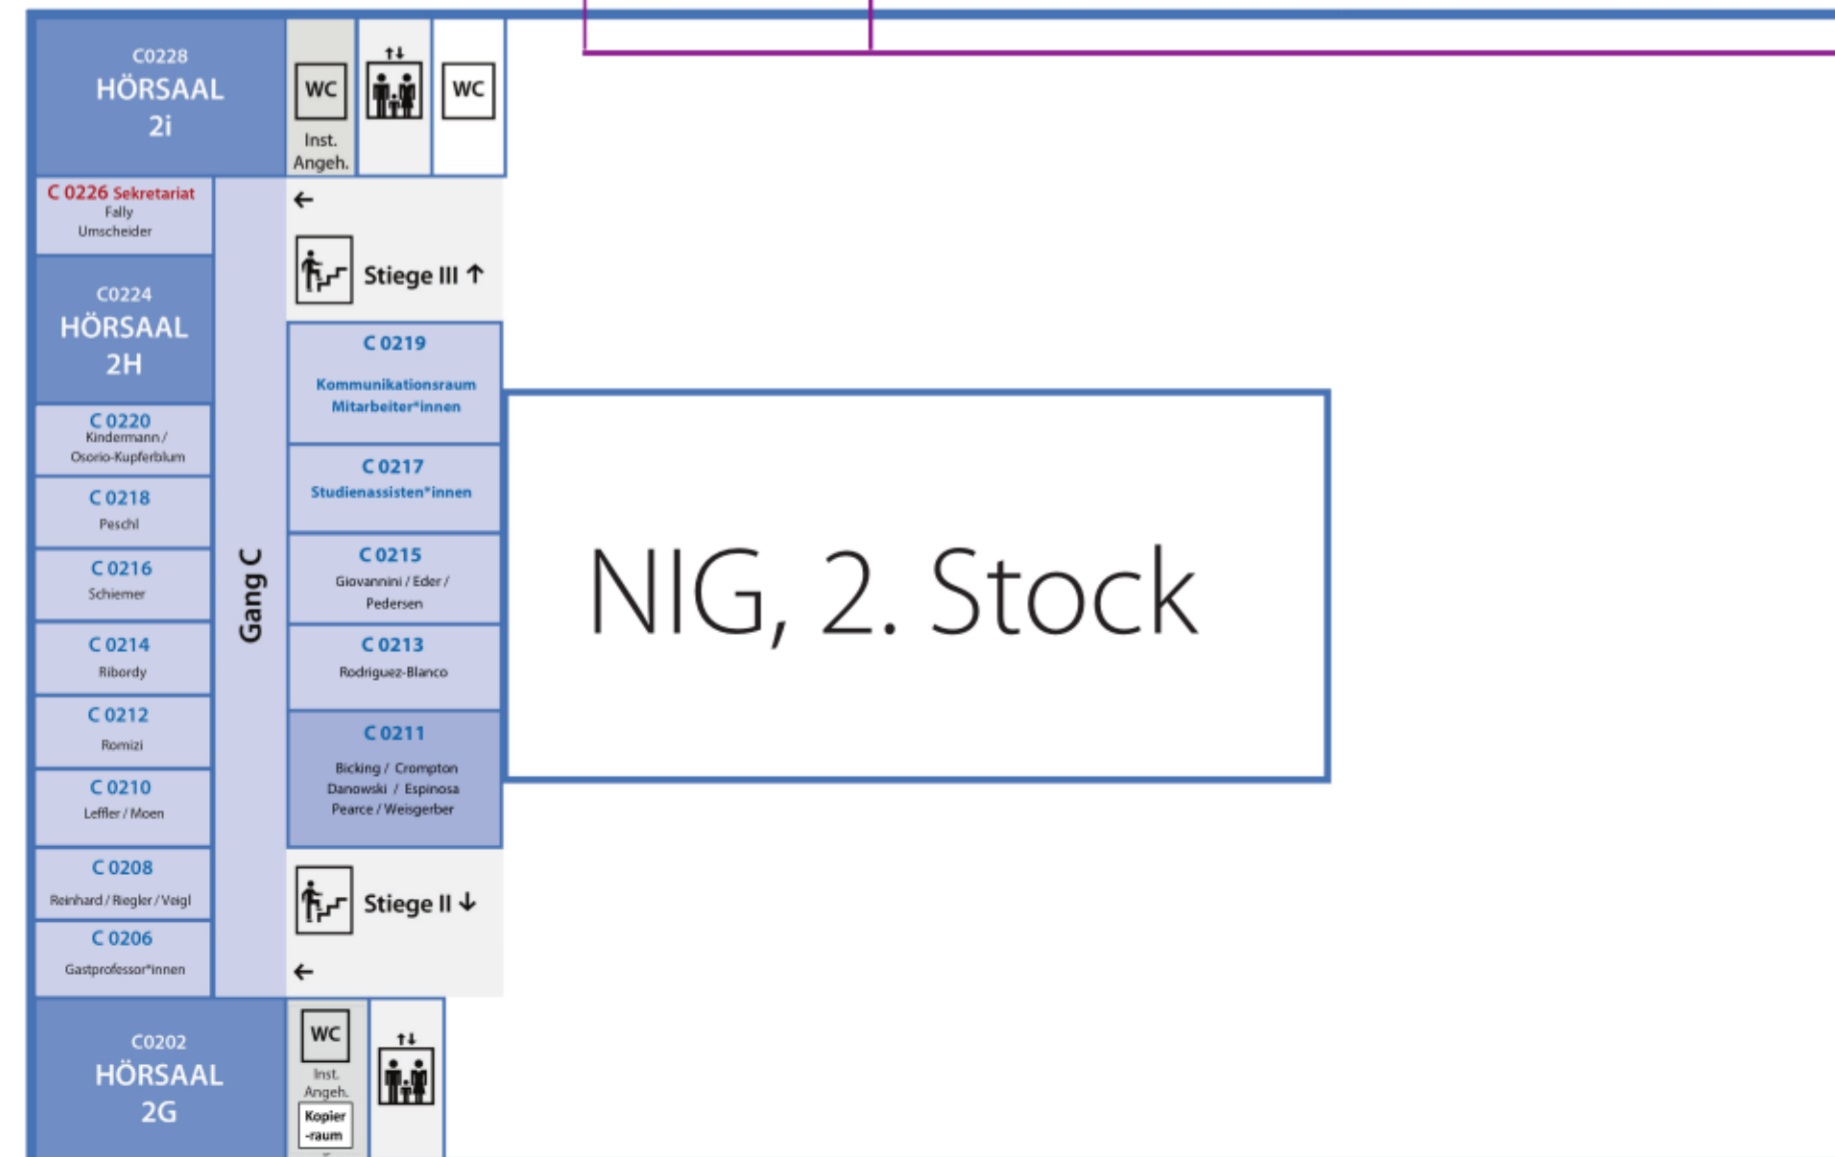 C0228
HÖRSAAL
2i
WC
Inst.
Angeh.
WC
C 0226 Sekretariat
Fally
Umscheider
Stiege III ↑
C0224
HÖRSAAL
2H
C 0220
Kindermann /
Osorio-Kupferblum
C 0218
Peschl
C 0216
Schiemer
C 0214
Ribordy
C 0212
Romizi
C 0210
Leffler / Moen
C 0208
Reinhard / Riegler / Veigl
C 0206
Gastprofessor*innen
Gang C
C 0219
Kommunikationsraum
Mitarbeiter*innen
C 0217
Studienassisten*innen
C 0215
Giovannini / Eder /
Pedersen
C 0213
Rodriguez-Blanco
C 0211
Bicking / Crompton
Danowski / Espinosa
Pearce / Weisgerber
Stiege II ↓
NIG, 2. Stock
C0202
HÖRSAAL
2G
WC
Inst.
Angeh.
Kopier
-raum